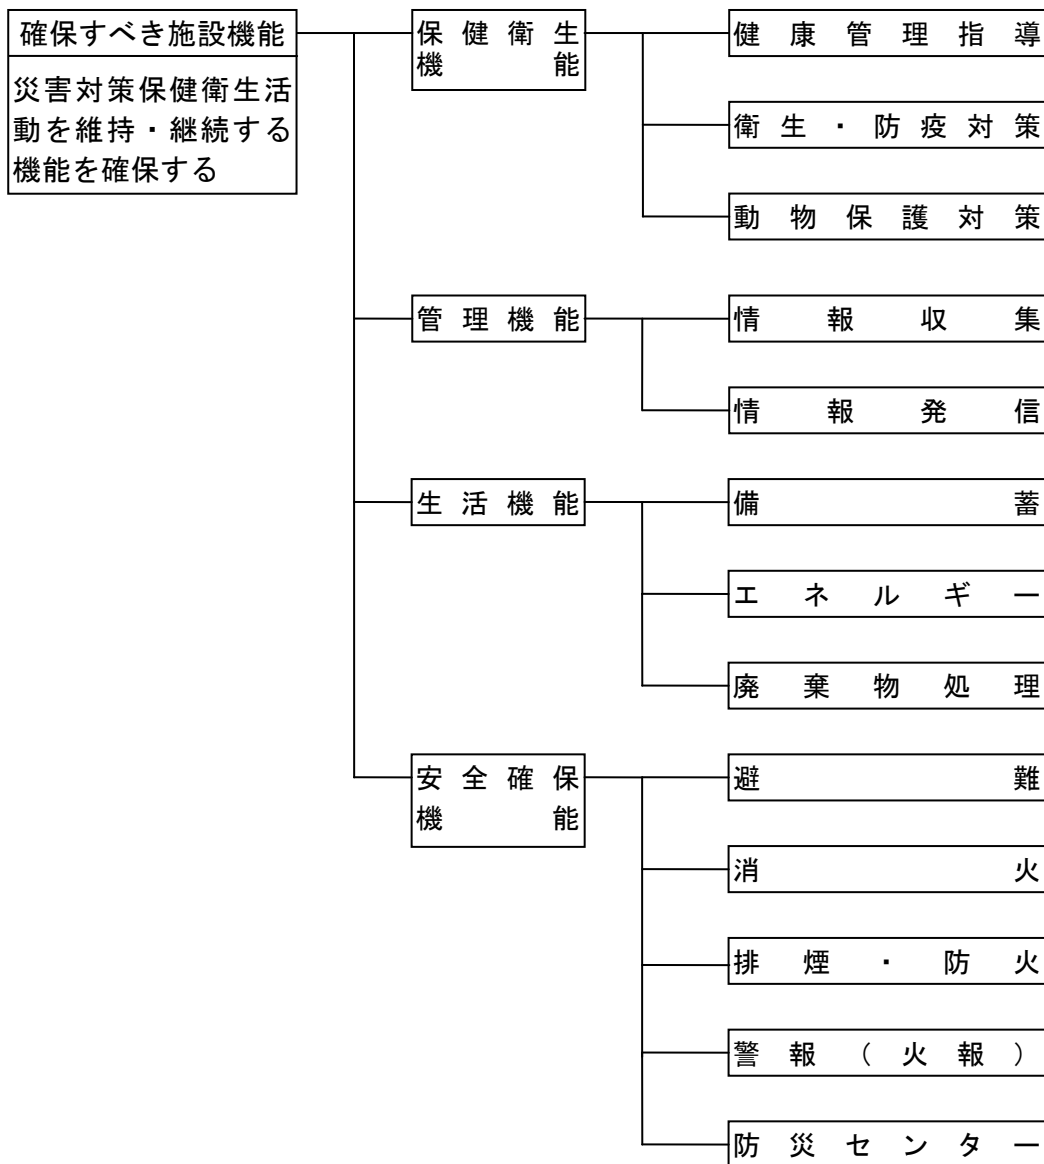 確保すべき施設機能
災害対策保健衛生活
動を維持・継続する
機能を確保する
保健衛生
機能
健康管理指導
衛生・防疫対策
動物保護対策
管理機能
情報収集
情報発信
生活機能
備蓄
エネルギー
廃棄物処理
安全確保
機能
避難
消火
排煙・防火
警報（火報）
防災センター